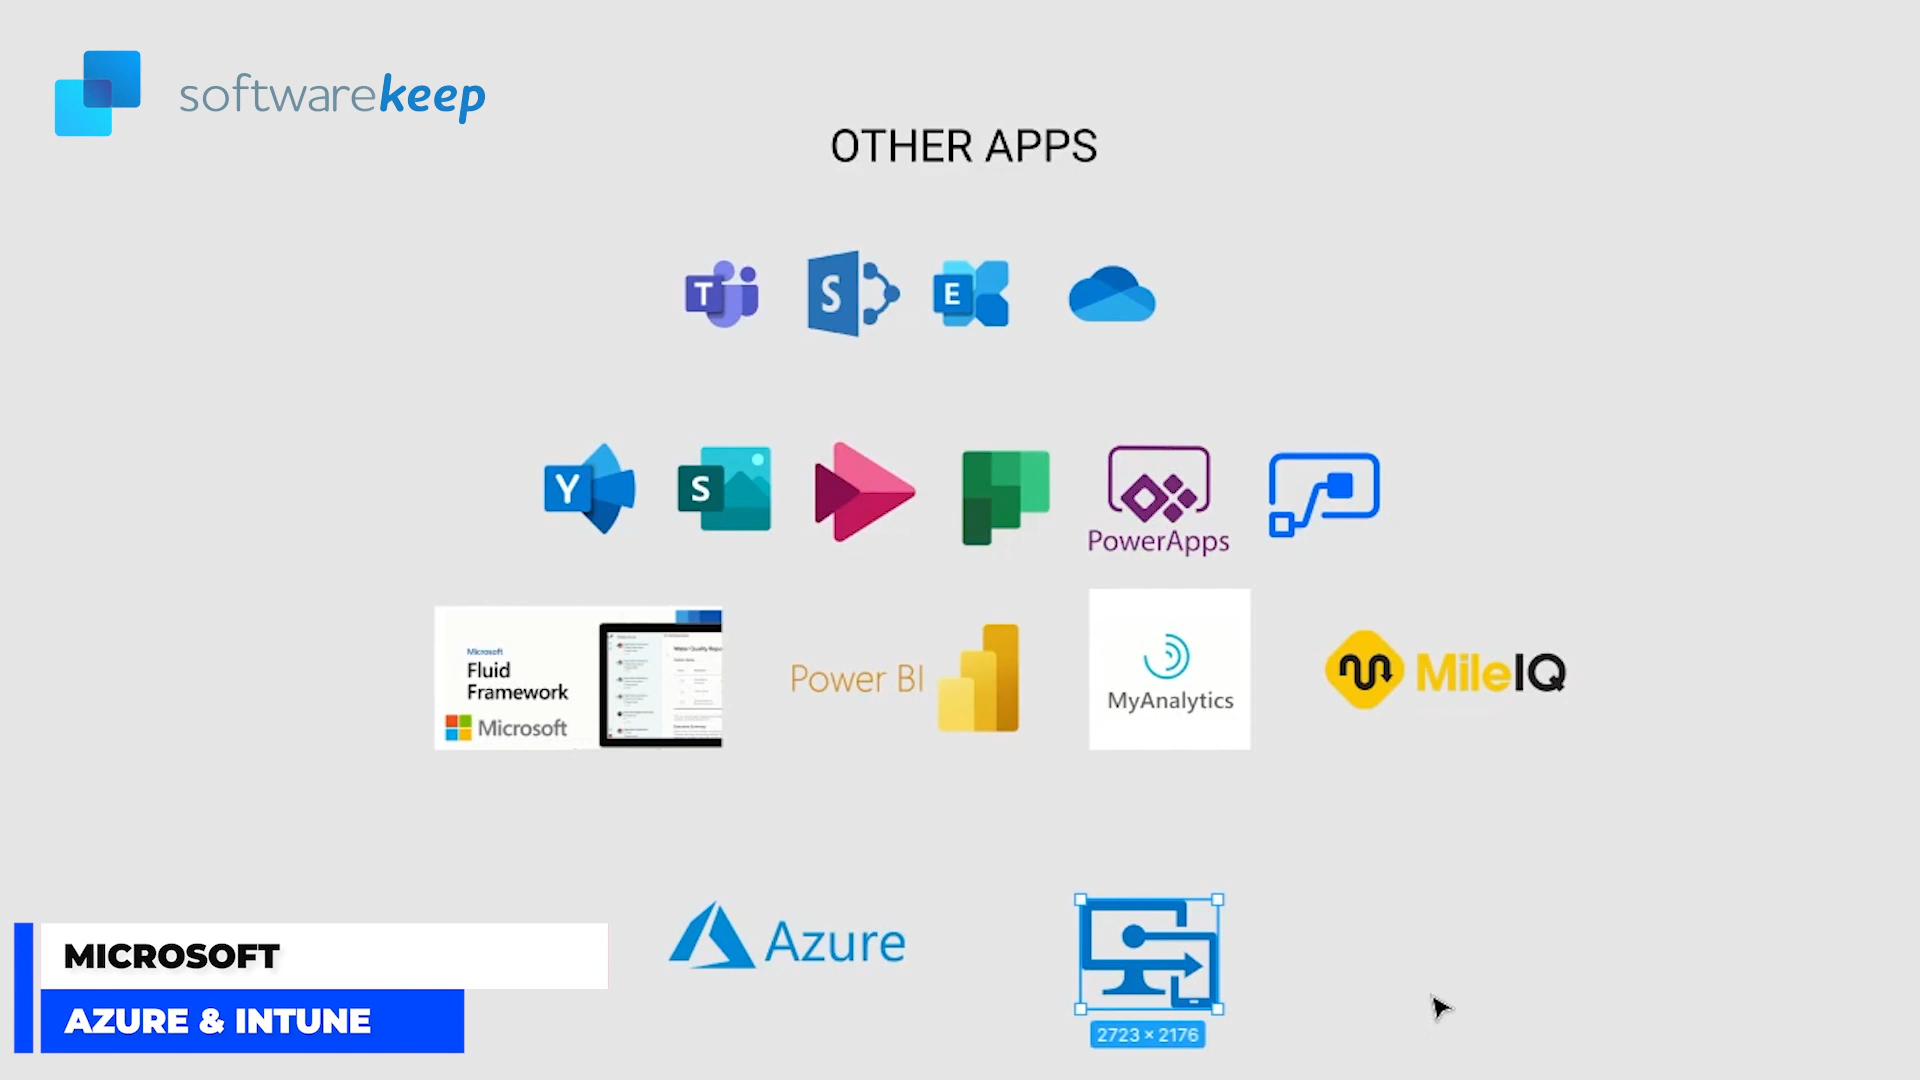 softwarekeep
OTHER APPS
T
S
E
Y
S
PowerApps
Microsoft
Fluid
Framework
Microsoft
Power BI
MyAnalytics
MileIQ
Azure
MICROSOFT
AZURE & INTUNE
2723 × 2176